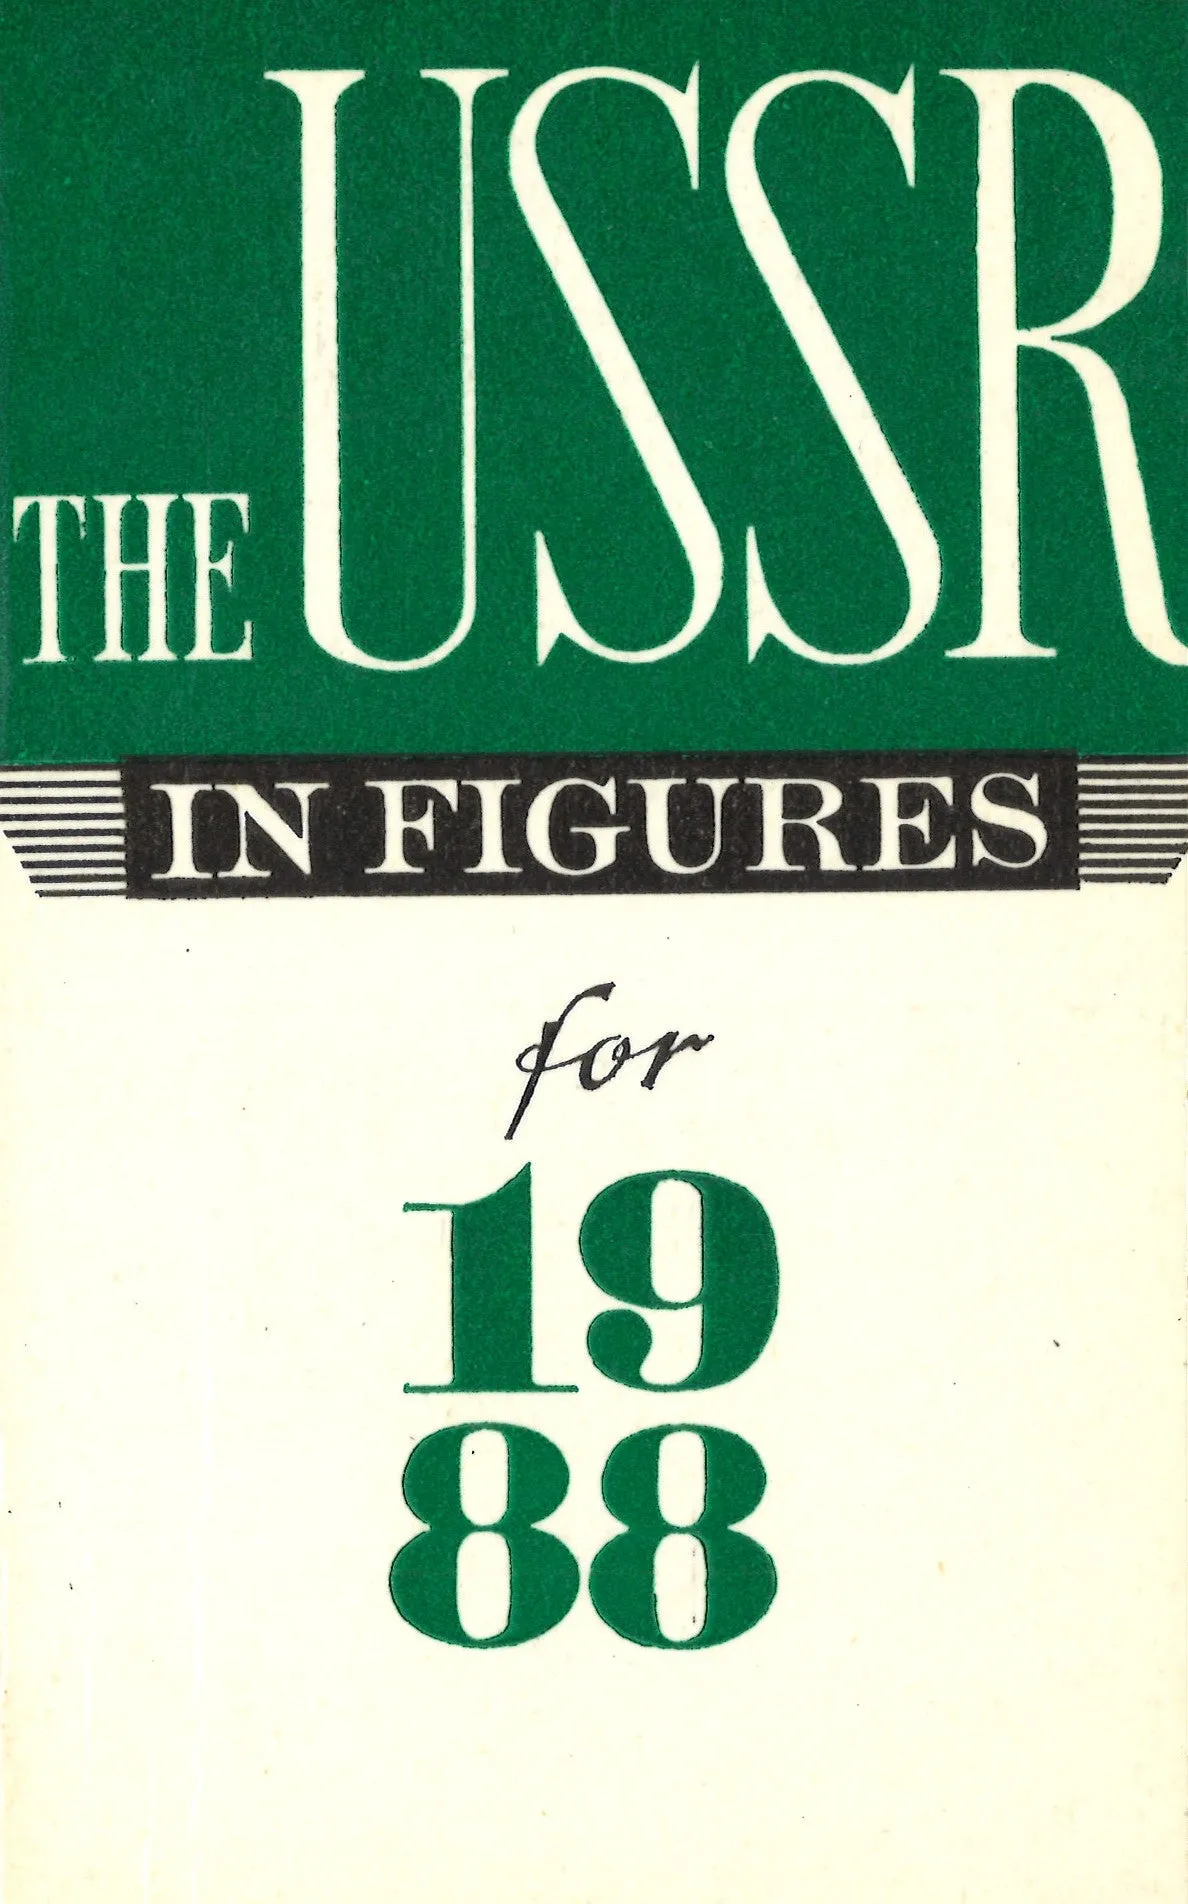 THE USSR
IN FIGURES
for
19
88